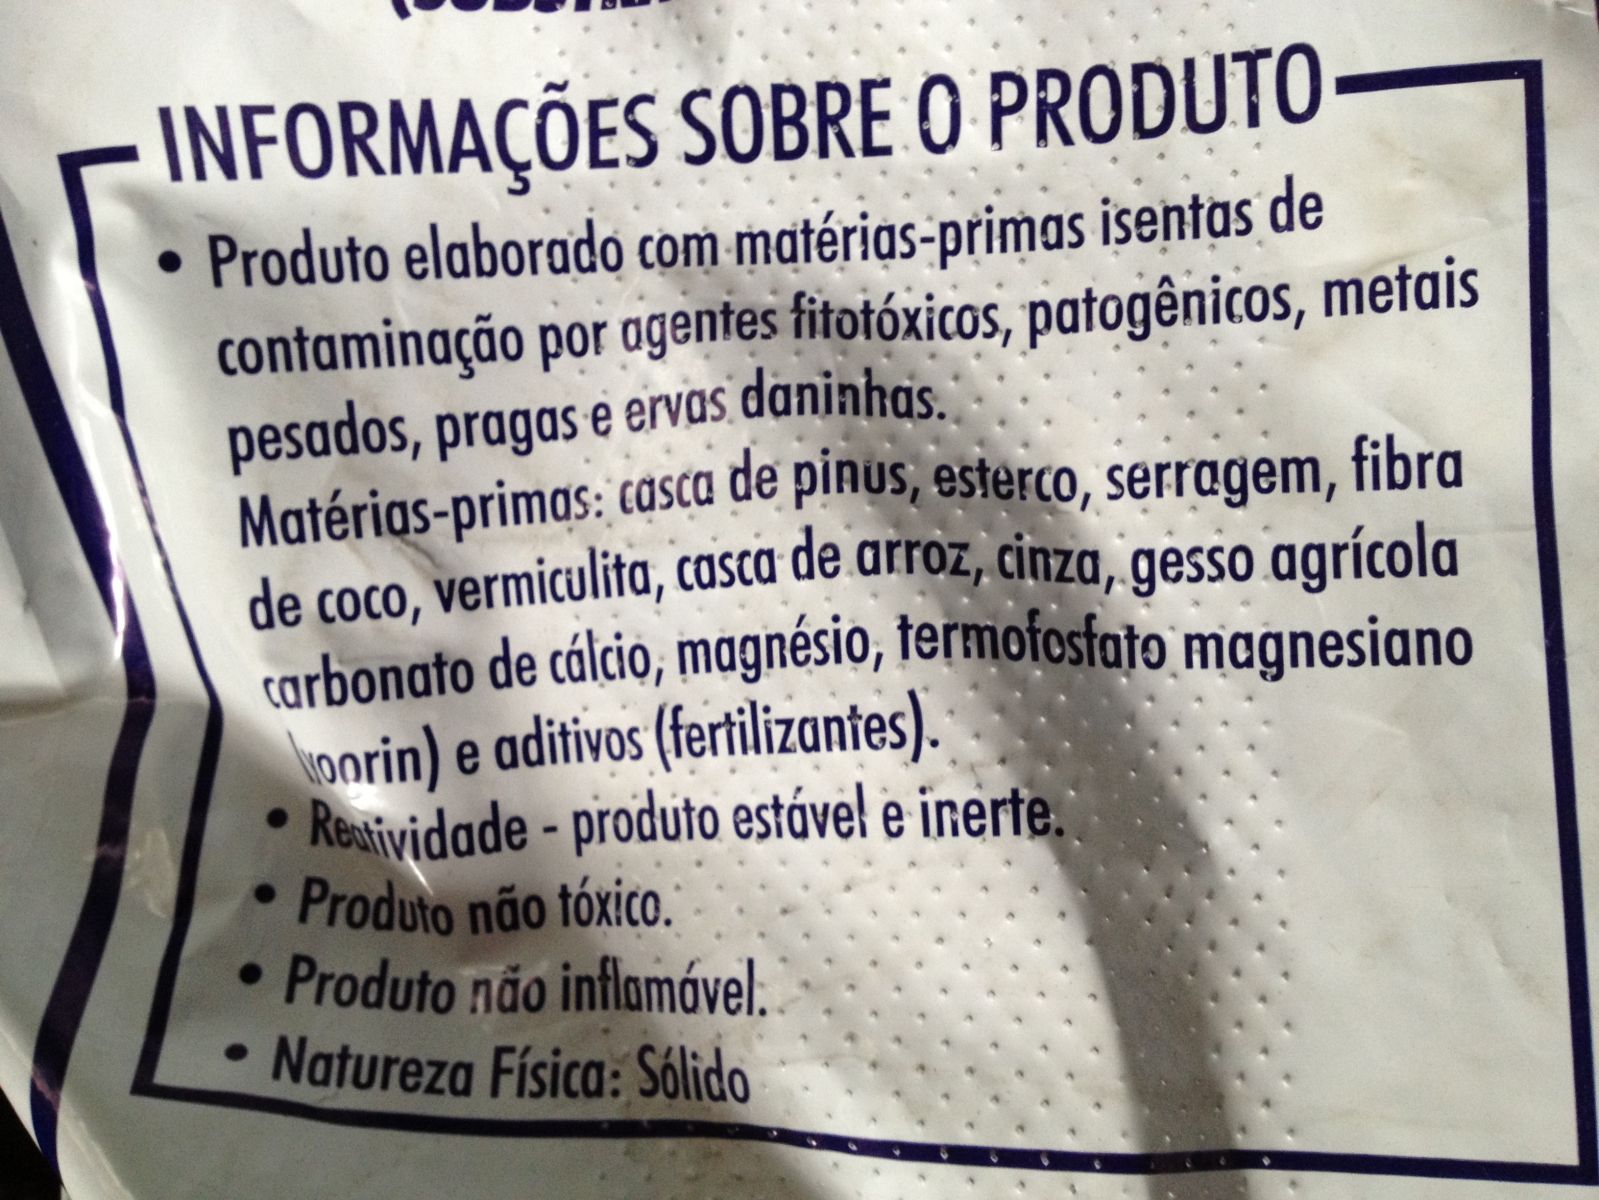 INFORMAÇÕES SOBRE O PRODUTO
• Produto elaborado com matérias-primas isentas de
contaminação por agentes fitotóxicos, patogênicos, metais
pesados, pragas e ervas daninhas.
Matérias-primas: casca de pinus, esterco, serragem, fibra
de coco, vermiculita, casca de arroz, cinza, gesso agrícola
carbonato de cálcio, magnésio, termofosfato magnesiano
e aditivos (fertilizantes).
• Reatividade - produto estável e inerte.
• Produto não tóxico.
• Produto não inflamável.
• Natureza Física: Sólido